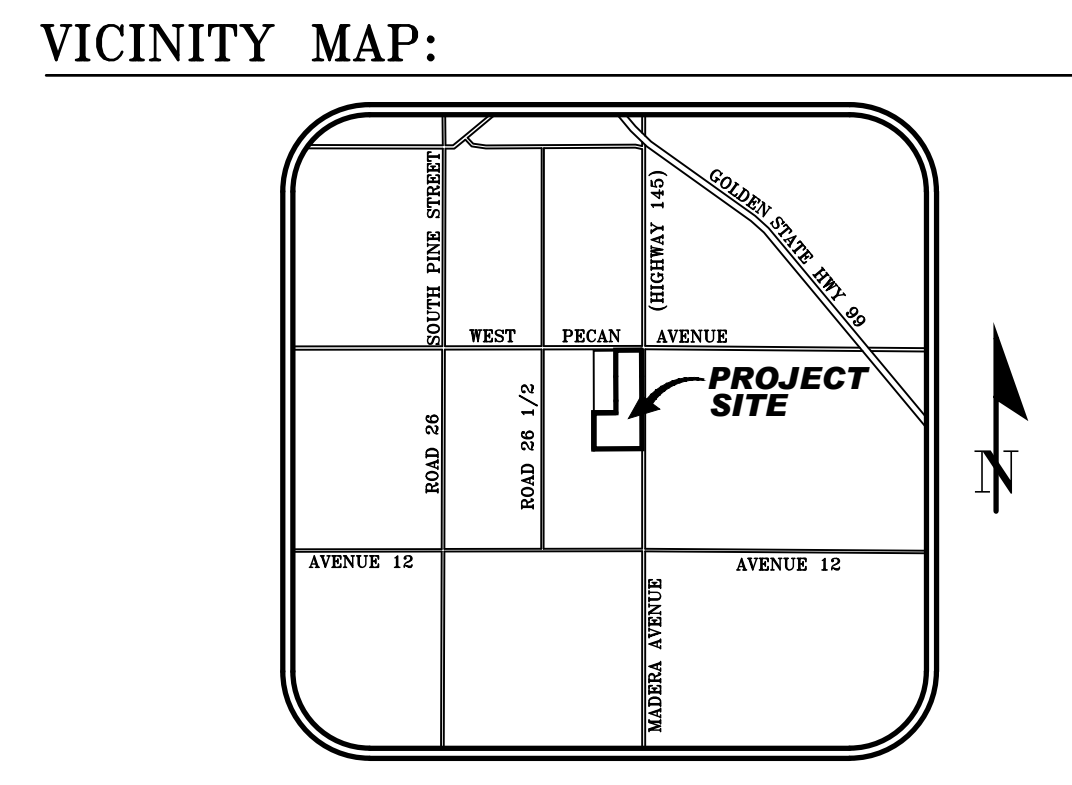 VICINITY MAP:
SOUTH PINE STREET
(HIGHWAY 145)
GOLDEN STATE HWY 99
WEST PECAN AVENUE
PROJECT
SITE
ROAD 26
ROAD 26 1/2
N
AVENUE 12
AVENUE 12
MADERA AVENUE